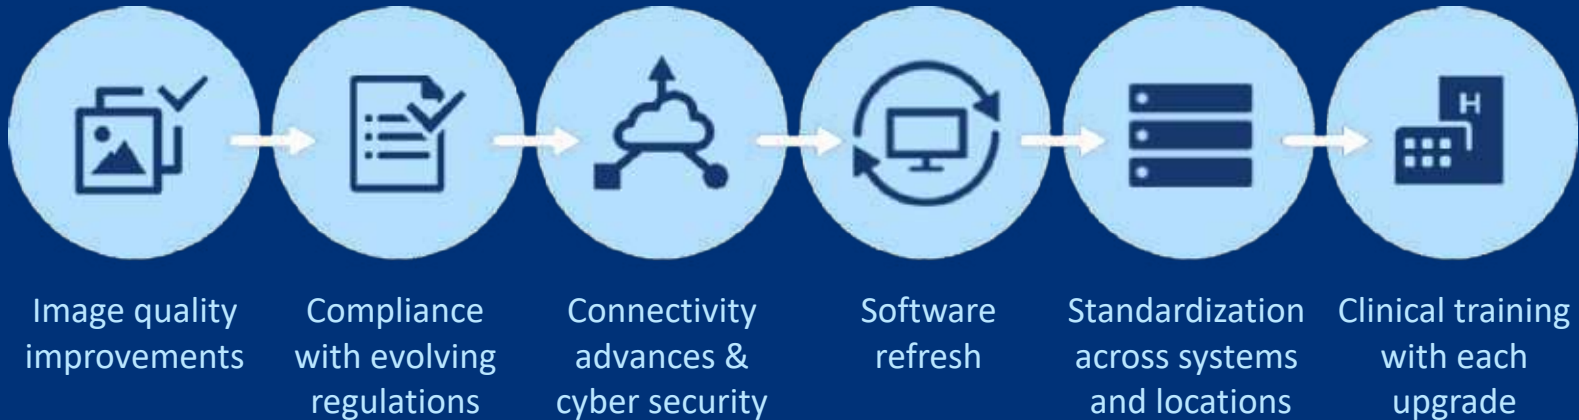 H
Image quality
improvements
Compliance
with evolving
regulations
Connectivity
advances &
cyber security
Software
refresh
Standardization
across systems
and locations
Clinical training
with each
upgrade